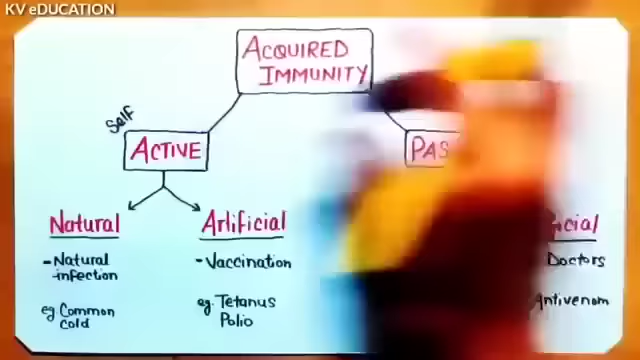 KV eDUCATION
ACQUIRED
IMMUNITY
Self
ACTIVE
Natural
Artificial
-Natural
infection
-Vaccination
Doctors
eg. Common
cold
eg. Tetanus
Polio
Antivenom